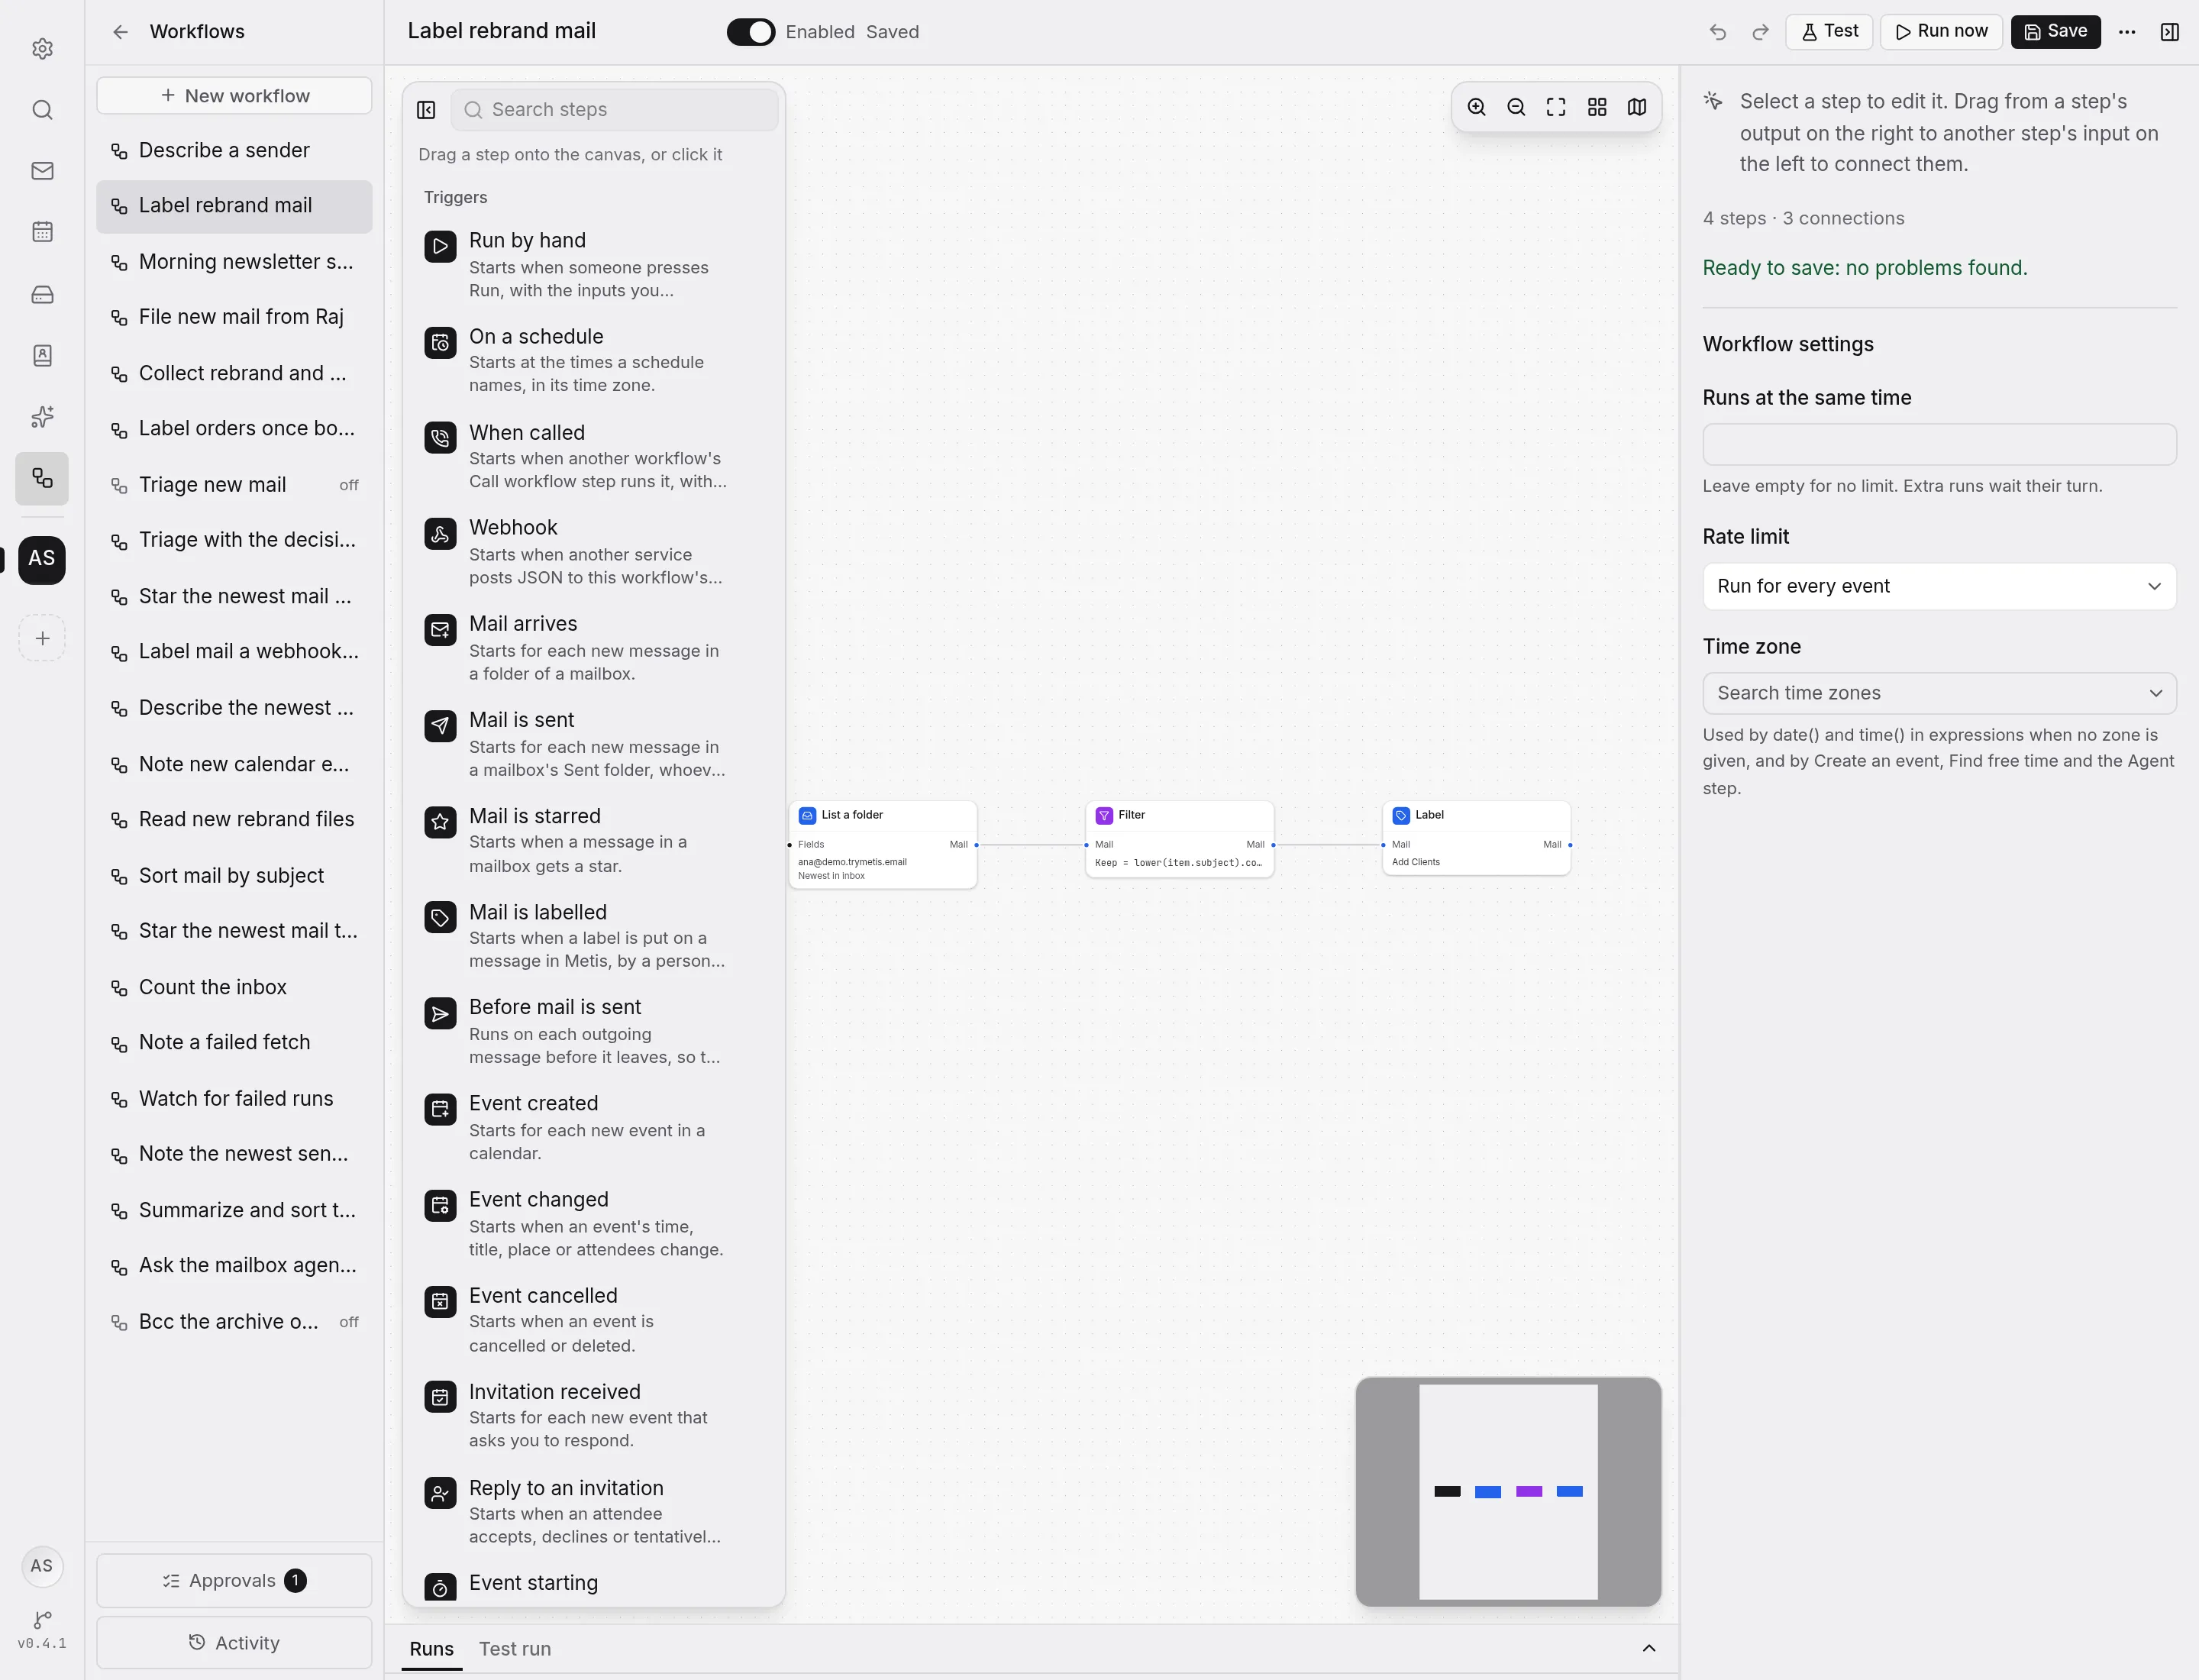 Workflows
New workflow
Describe a sender
Label rebrand mail
Morning newsletter s...
File new mail from Raj
Collect rebrand and ...
Label orders once bo...
Triage new mail off
Triage with the decisi...
Star the newest mail ...
Label mail a webhook...
Describe the newest ...
Note new calendar e...
Read new rebrand files
Sort mail by subject
Star the newest mail t...
Count the inbox
Note a failed fetch
Watch for failed runs
Note the newest sen...
Summarize and sort t...
Ask the mailbox agen...
Bcc the archive o... off
Approvals 1
Activity
AS
AS
v0.4.1
Label rebrand mail
Enabled Saved
Test
Run now
Save
Search steps
Drag a step onto the canvas, or click it
Triggers
Run by hand
Starts when someone presses
Run, with the inputs you...
On a schedule
Starts at the times a schedule
names, in its time zone.
When called
Starts when another workflow's
Call workflow step runs it, with...
Webhook
Starts when another service
posts JSON to this workflow's...
Mail arrives
Starts for each new message in
a folder of a mailbox.
Mail is sent
Starts for each new message in
a mailbox's Sent folder, whoev...
Mail is starred
Starts when a message in a
mailbox gets a star.
Mail is labelled
Starts when a label is put on a
message in Metis, by a person...
Before mail is sent
Runs on each outgoing
message before it leaves, so t...
Event created
Starts for each new event in a
calendar.
Event changed
Starts when an event's time,
title, place or attendees change.
Event cancelled
Starts when an event is
cancelled or deleted.
Invitation received
Starts for each new event that
asks you to respond.
Reply to an invitation
Starts when an attendee
accepts, declines or tentativel...
Event starting
List a folder
Fields Mail
ana@demo.trymetis.email
Newest in inbox
Filter
Mail Mail
Keep = lower(item.subject).co...
Label
Mail Mail
Add Clients
Runs
Test run
Select a step to edit it. Drag from a step's
output on the right to another step's input on
the left to connect them.
4 steps · 3 connections
Ready to save: no problems found.
Workflow settings
Runs at the same time
Leave empty for no limit. Extra runs wait their turn.
Rate limit
Run for every event
Time zone
Search time zones
Used by date() and time() in expressions when no zone is
given, and by Create an event, Find free time and the Agent
step.